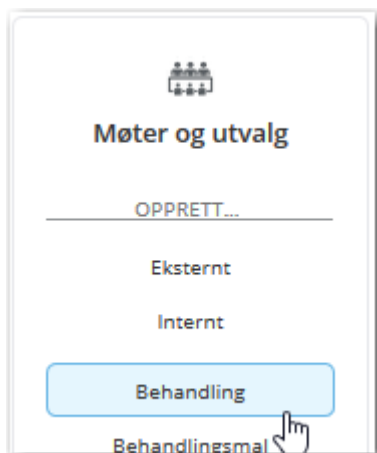 Møter og utvalg
OPPRETT...
Eksternt
Internt
Behandling
Behandlingsmal